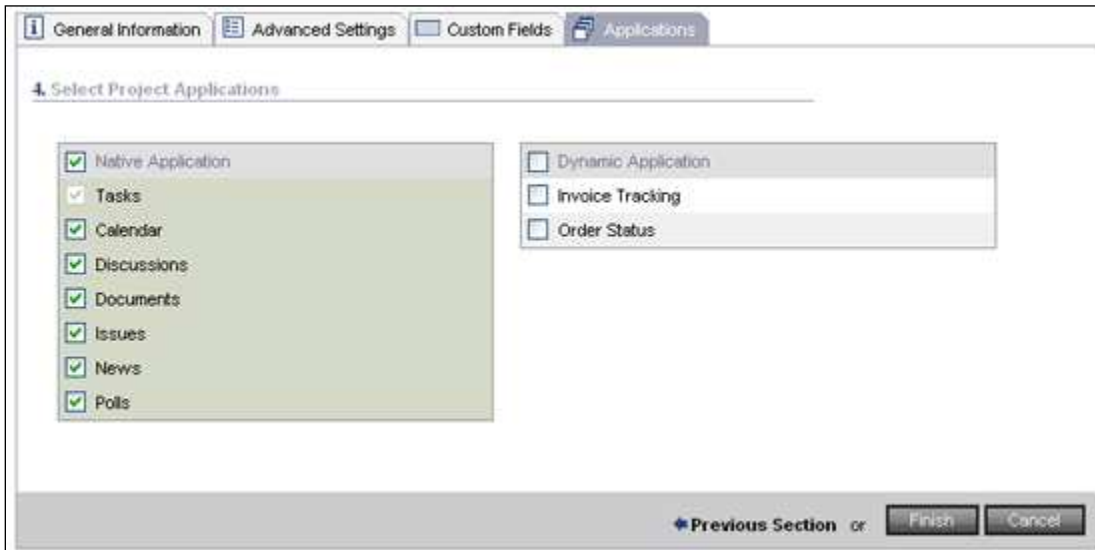 General Information Advanced Settings Custom Fields Applications
4. Select Project Applications
Native Application
Tasks
Calendar
Discussions
Documents
Issues
News
Polls
Dynamic Application
Invoice Tracking
Order Status
Previous Section or Finish Cancel